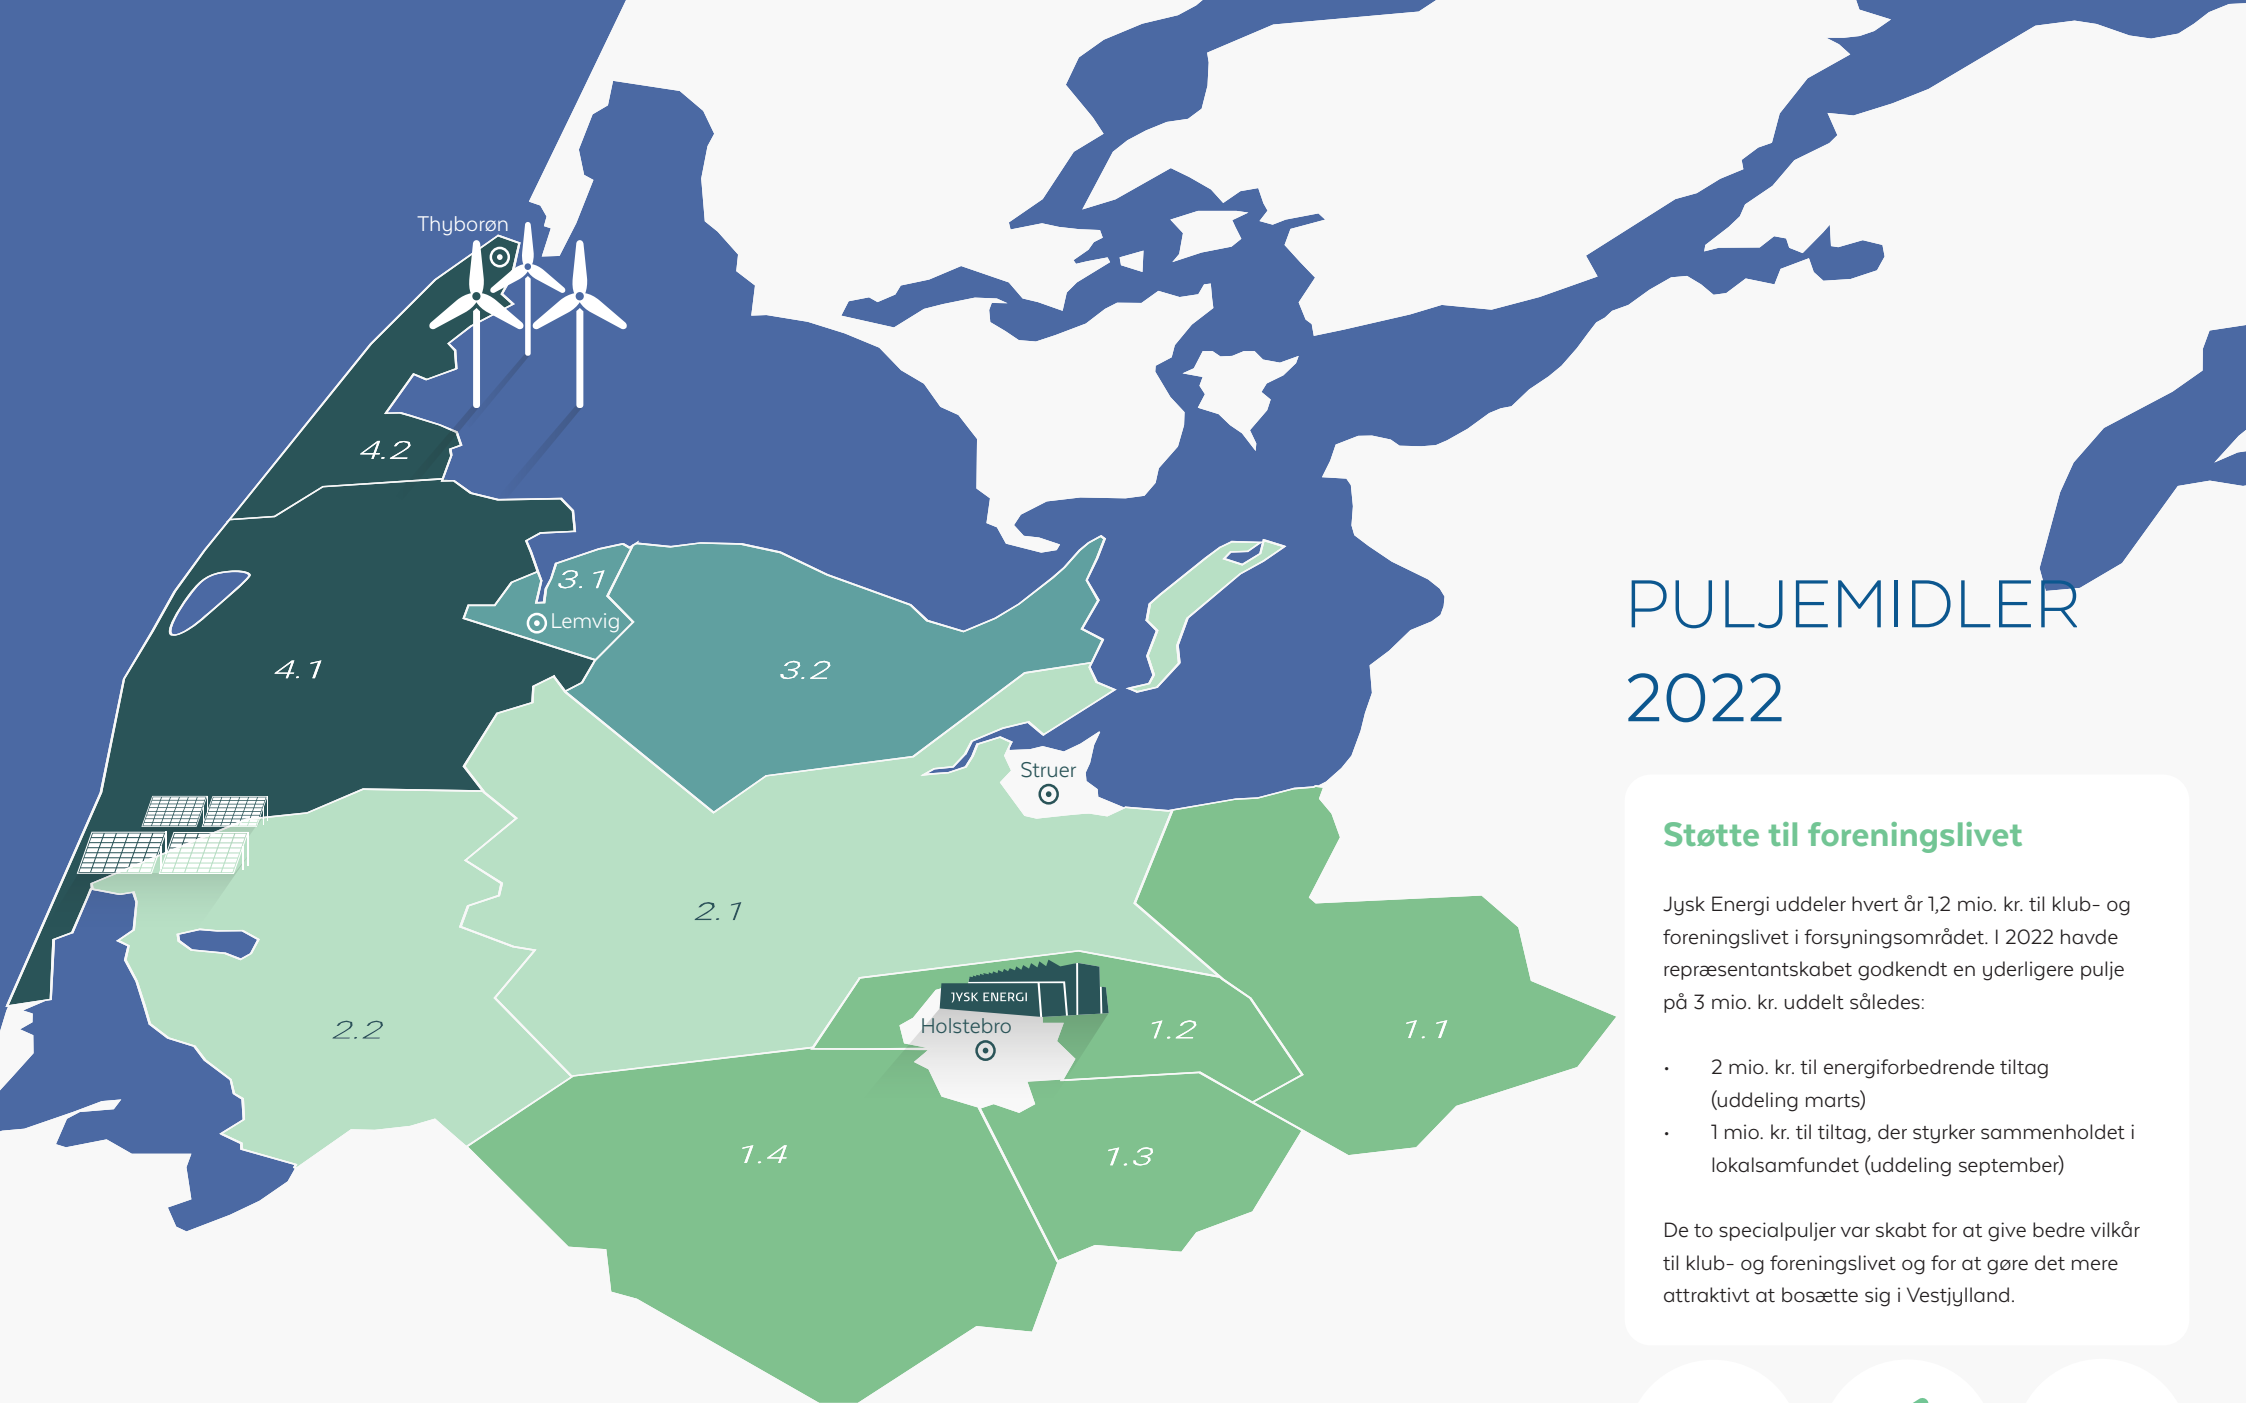 Thyborøn
4.2
3.1
Lemvig
4.1
3.2
Struer
2.1
JYSK ENERGI
Holstebro
2.2
1.2
1.1
1.4
1.3
PULJEMIDLER
2022
Støtte til foreningslivet
Jysk Energi uddeler hvert år 1,2 mio. kr. til klub- og
foreningslivet i forsyningsområdet. I 2022 havde
repræsentantskabet godkendt en yderligere pulje
på 3 mio. kr. uddelt således:
• 2 mio. kr. til energiforbedrende tiltag
(uddeling marts)
• 1 mio. kr. til tiltag, der styrker sammenholdet i
lokalsamfundet (uddeling september)
De to specialpuljer var skabt for at give bedre vilkår
til klub- og foreningslivet og for at gøre det mere
attraktivt at bosætte sig i Vestjylland.